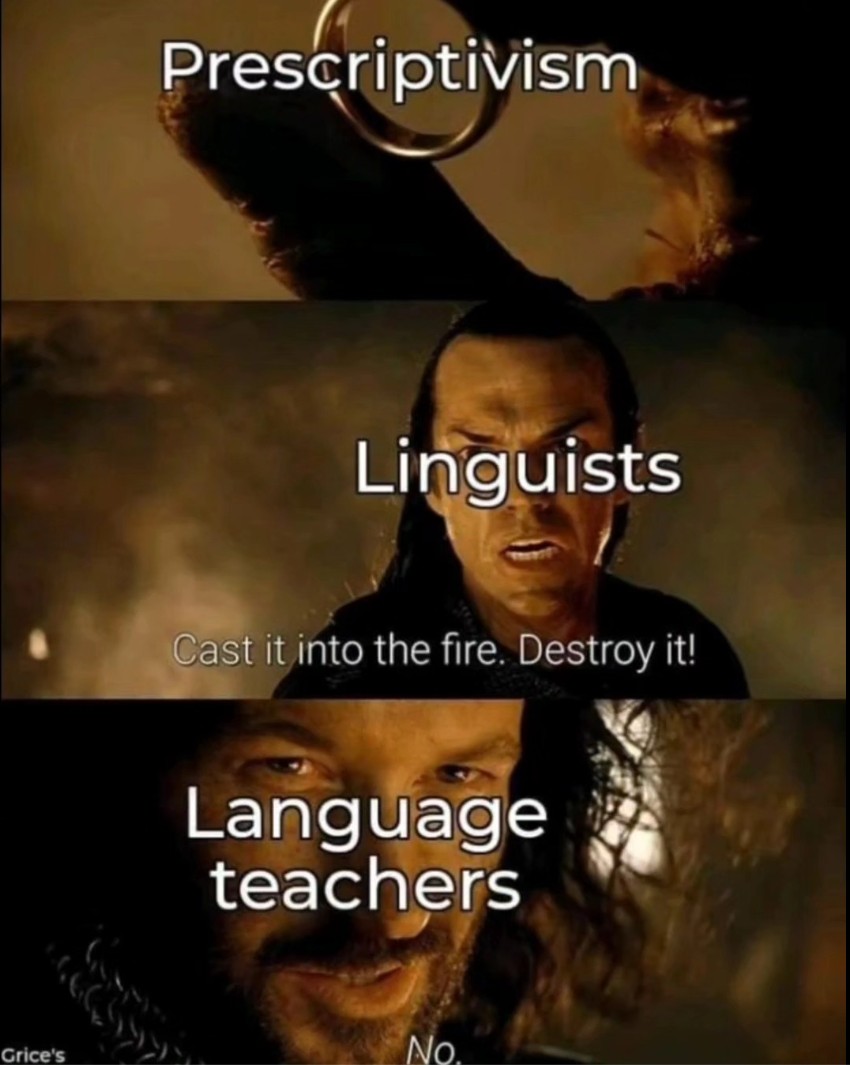 Prescriptivism
Linguists
Cast it into the fire. Destroy it!
Language
teachers
No.
Grice's